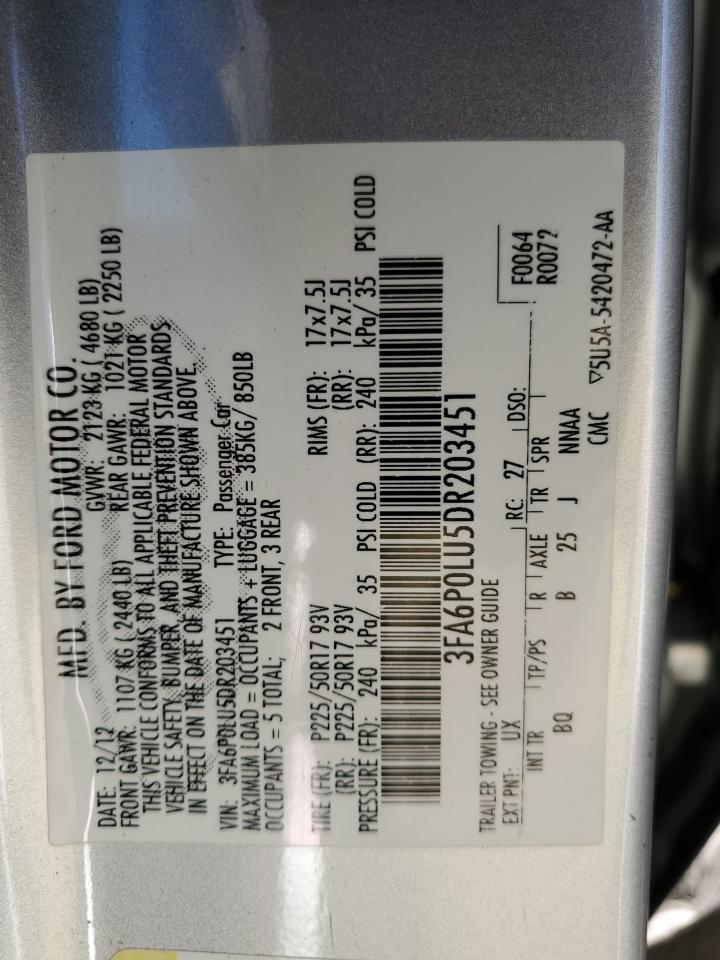 MFD. BY FORD MOTOR CO.
DATE: 12/12 GVWR: 2123 KG ( 4680 LB)
FRONT GAWR: 1107 KG ( 2440 LB) REAR GAWR: 1021 KG ( 2250 LB)
THIS VEHICLE CONFORMS TO ALL APPLICABLE FEDERAL MOTOR
VEHICLE SAFETY, BUMPER, AND THEFT PREVENTION STANDARDS
IN EFFECT ON THE DATE OF MANUFACTURE SHOWN ABOVE.
VIN: 3FA6P0LU5DR203451 TYPE: Passenger Car
MAXIMUM LOAD = OCCUPANTS + LUGGAGE = 385KG/ 850LB
OCCUPANTS = 5 TOTAL; 2 FRONT, 3 REAR
TIRE (FR): P225/50R17 93V RIMS (FR): 17x7.5J
(RR): P225/50R17 93V (RR): 17x7.5J
PRESSURE (FR): 240 kPa/ 35 PSI COLD (RR): 240 kPa/ 35 PSI COLD
3FA6P0LU5DR203451
TRAILER TOWING - SEE OWNER GUIDE
EXT PNT: UX RC: 27 DSO: F0064
R0072
INT TR TP/PS R AXLE TR SPR
BQ B 25 J NNAA
CMC ▽5U5A-5420472-AA